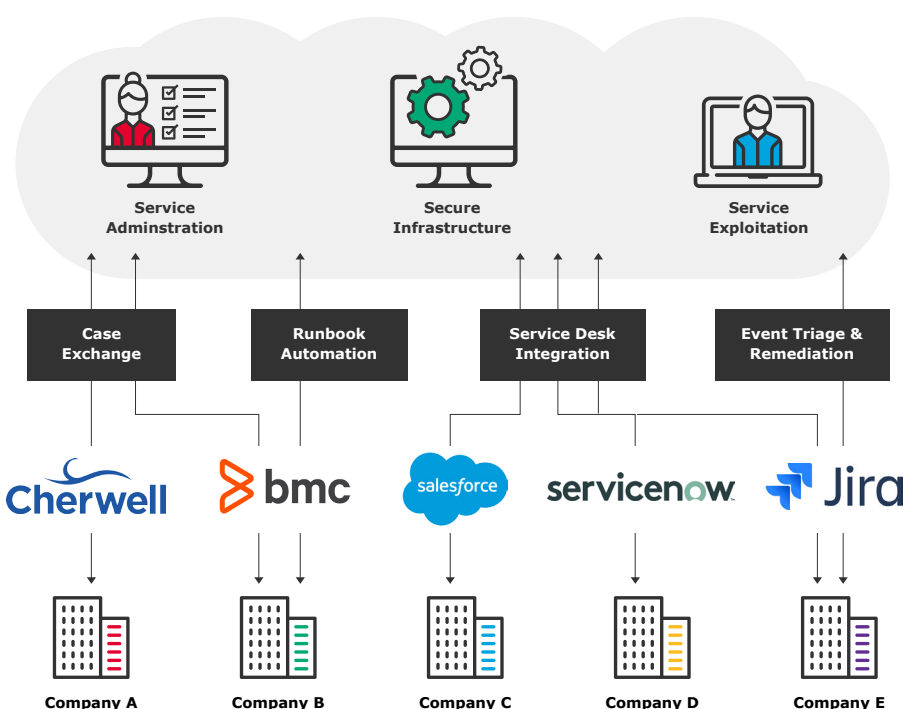 Service
Adminstration
Secure
Infrastructure
Service
Exploitation
Case
Exchange
Runbook
Automation
Service Desk
Integration
Event Triage &
Remediation
Cherwell
bmc
salesforce
servicenow
Jira
Company A
Company B
Company C
Company D
Company E